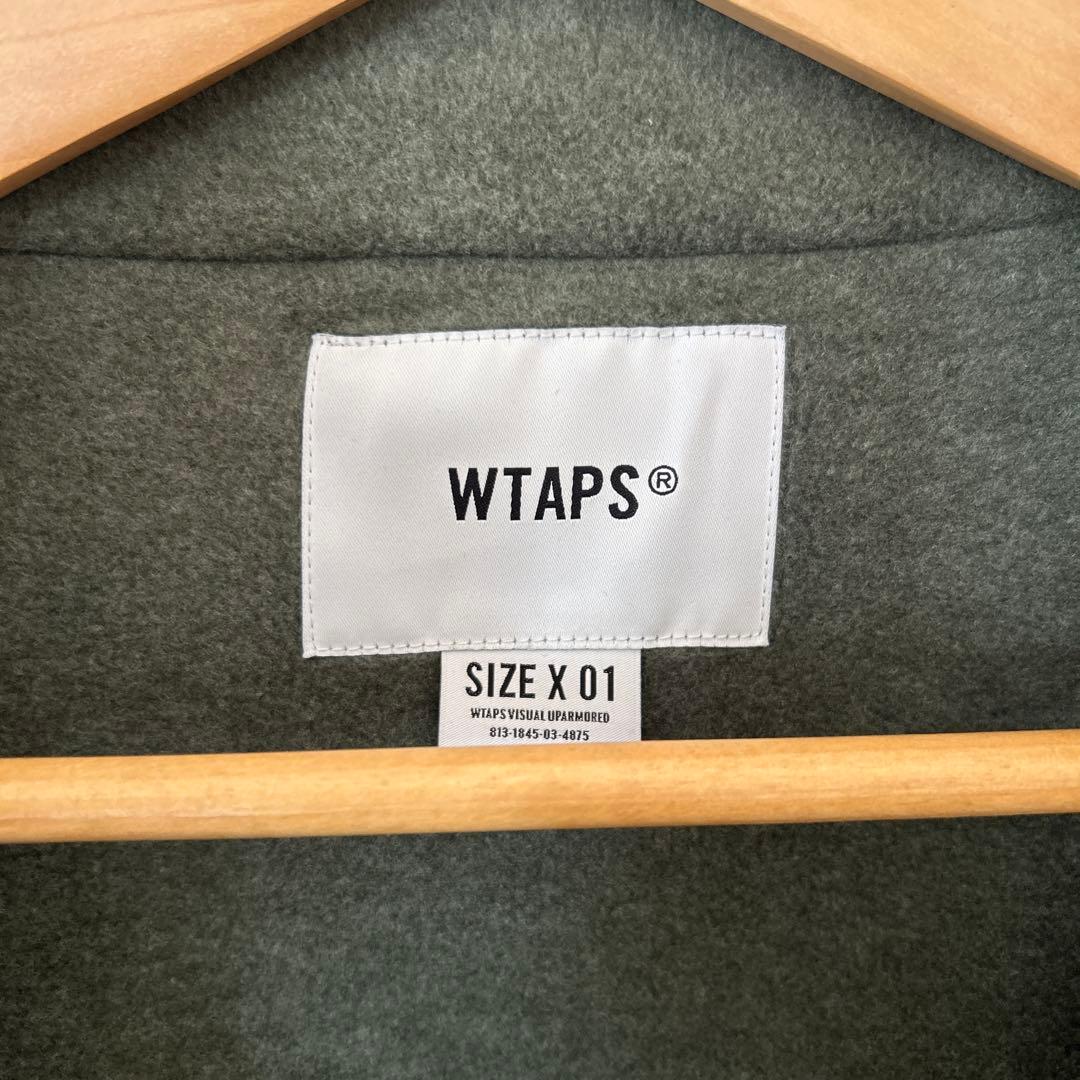 WTAPS®
SIZE X 01
WTAPS VISUAL UPARMORED
813-1845-03-4875